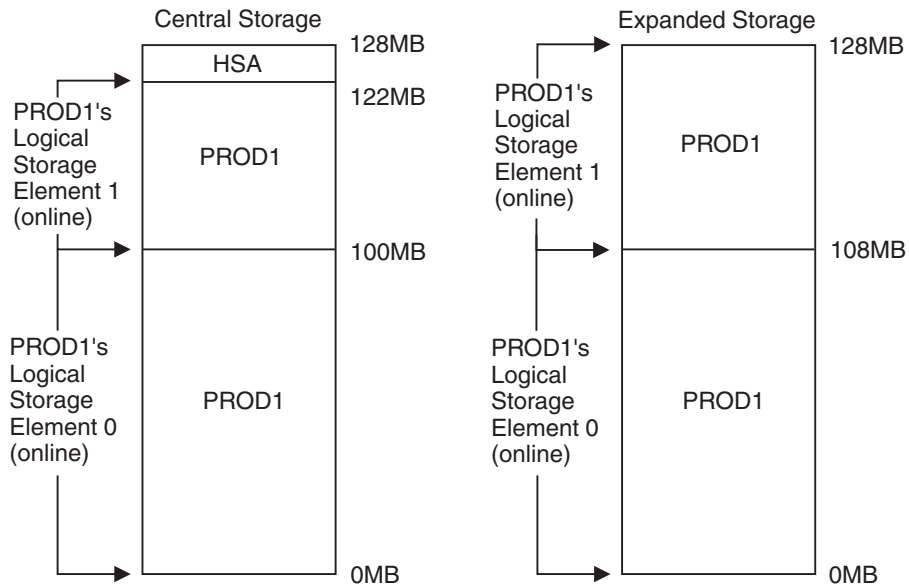 Central Storage
128MB
HSA
122MB
PROD1's
Logical
Storage
Element 1
(online)
PROD1
100MB
PROD1's
Logical
Storage
Element 0
(online)
PROD1
0MB
Expanded Storage
128MB
PROD1's
Logical
Storage
Element 1
(online)
PROD1
108MB
PROD1's
Logical
Storage
Element 0
(online)
PROD1
0MB